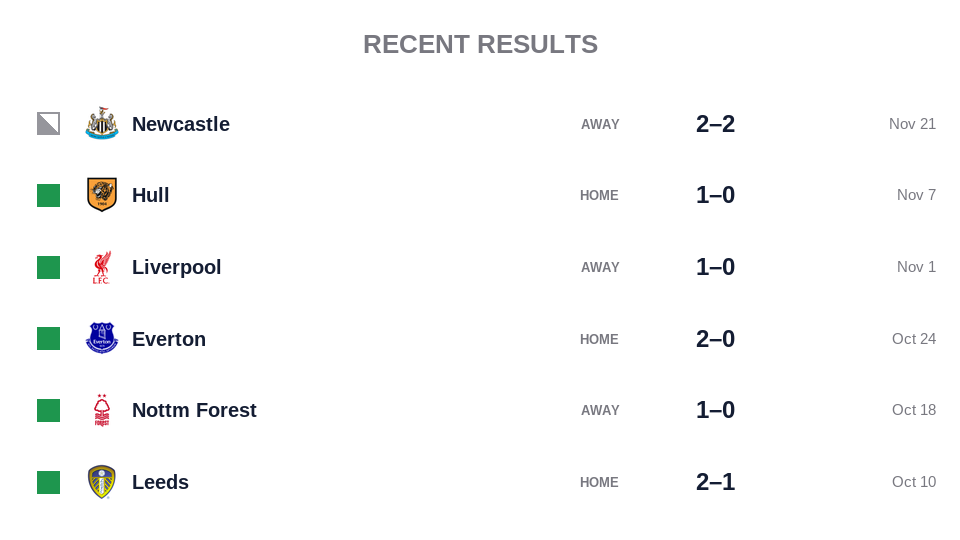 RECENT RESULTS
Newcastle AWAY 2–2 Nov 21
Hull HOME 1–0 Nov 7
L.F.C.
Liverpool AWAY 1–0 Nov 1
Everton
Everton HOME 2–0 Oct 24
FOREST
Nottm Forest AWAY 1–0 Oct 18
Leeds HOME 2–1 Oct 10